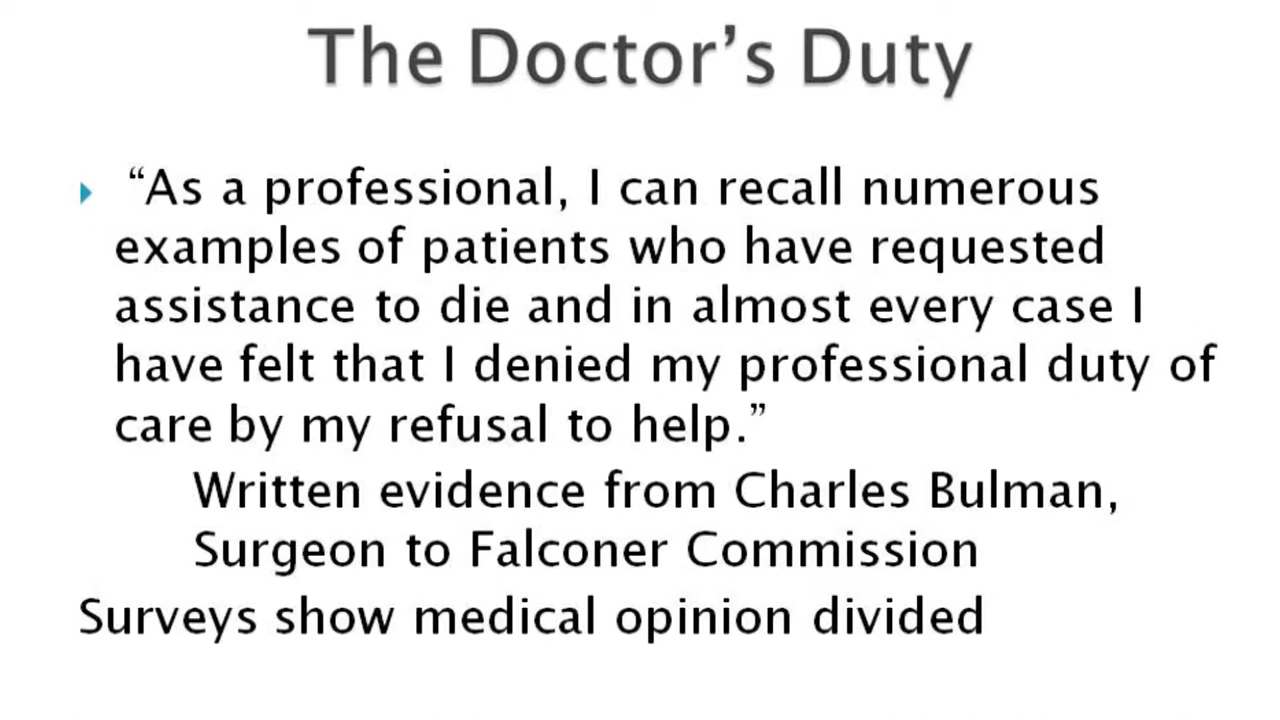 The Doctor’s Duty
“As a professional, I can recall numerous
examples of patients who have requested
assistance to die and in almost every case I
have felt that I denied my professional duty of
care by my refusal to help.”
Written evidence from Charles Bulman,
Surgeon to Falconer Commission
Surveys show medical opinion divided